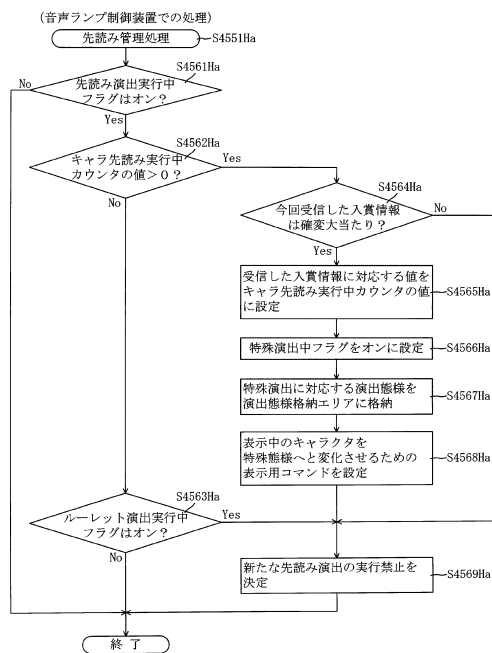 (音声ランプ制御装置での処理)
先読み管理処理
S4551Ha
S4561Ha
No
先読み演出実行中
フラグはオン?
Yes
S4562Ha
キャラ先読み実行中
カウンタの値>0?
Yes
No
S4564Ha
今回受信した入賞情報
は確変大当たり?
No
Yes
受信した入賞情報に対応する値を
キャラ先読み実行中カウンタの値
に設定
S4565Ha
特殊演出中フラグをオンに設定
S4566Ha
特殊演出に対応する演出態様を
演出態様格納エリアに格納
S4567Ha
表示中のキャラクタを
特殊態様へと変化させるための
表示用コマンドを設定
S4568Ha
S4563Ha
ルーレット演出実行中
フラグはオン?
Yes
No
新たな先読み演出の実行禁止を
決定
S4569Ha
終了